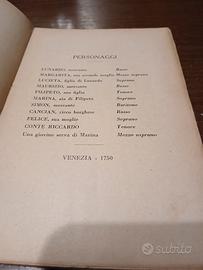 PERSONAGGI
LUNARDO, mercante Basso
MARGARITA, sua seconda moglie Mezzo soprano
LUCIETA, figlia di Lunardo Soprano
MAURIZIO, mercante Basso
FILIPETO, suo figlio Tenore
MARINA, zia di Filipeto Soprano
SIMON, mercante Baritono
CANCIAN, ricco borghese Basso
FELICE, sua moglie Soprano
CONTE RICCARDO Tenore
Una giovine serva di Marina Mezzo soprano
VENEZIA - 1750
subito